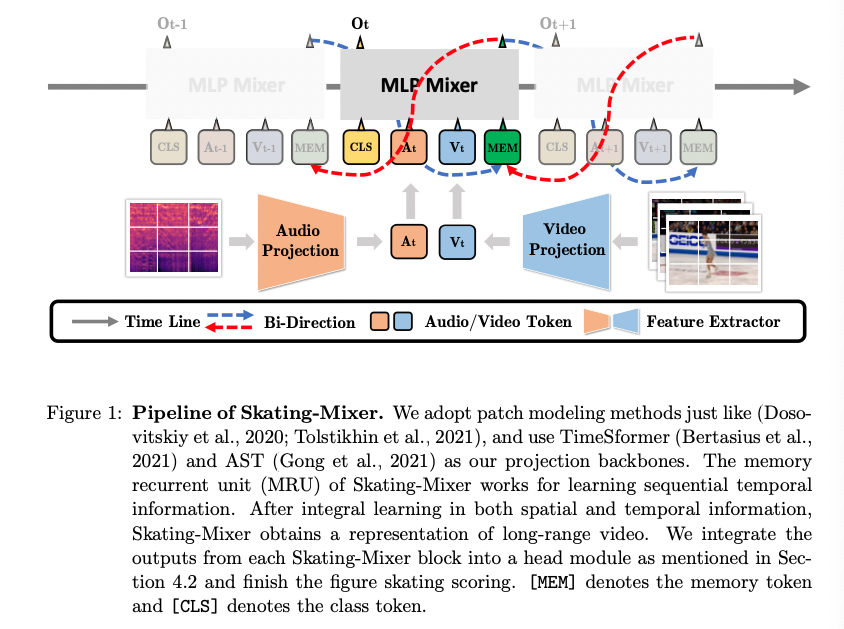 Ot-1 Ot Ot+1
MLP Mixer MLP Mixer MLP Mixer
CLS At-1 Vt-1 MEM CLS At Vt MEM CLS At+1 Vt+1 MEM
Audio
Projection
At Vt
Video
Projection
GEICO
Time Line Bi-Direction Audio/Video Token Feature Extractor
Figure 1: Pipeline of Skating-Mixer. We adopt patch modeling methods just like (Doso-
vitskiy et al., 2020; Tolstikhin et al., 2021), and use TimeSformer (Bertasius et al.,
2021) and AST (Gong et al., 2021) as our projection backbones. The memory
recurrent unit (MRU) of Skating-Mixer works for learning sequential temporal
information. After integral learning in both spatial and temporal information,
Skating-Mixer obtains a representation of long-range video. We integrate the
outputs from each Skating-Mixer block into a head module as mentioned in Sec-
tion 4.2 and finish the figure skating scoring. [MEM] denotes the memory token
and [CLS] denotes the class token.